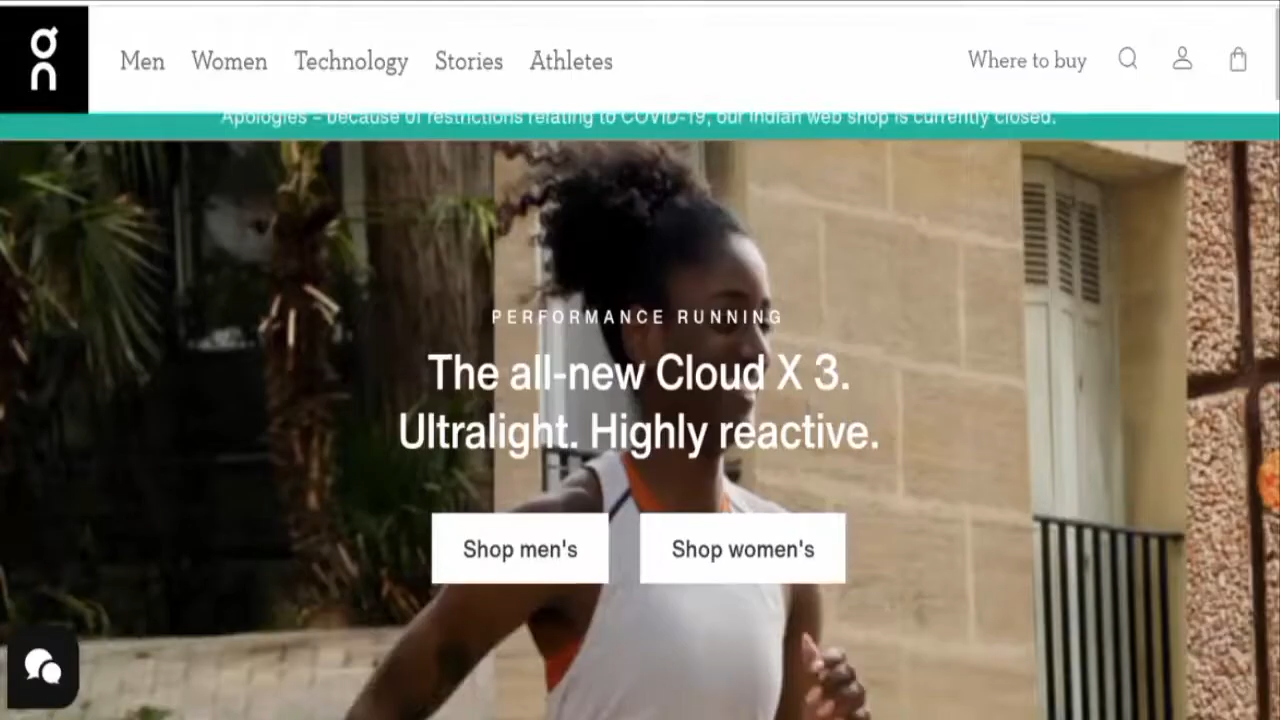 on
Men Women Technology Stories Athletes Where to buy
Apologies – because of restrictions relating to COVID-19, our Indian web shop is currently closed.
PERFORMANCE RUNNING
The all-new Cloud X 3.
Ultralight. Highly reactive.
Shop men's Shop women's